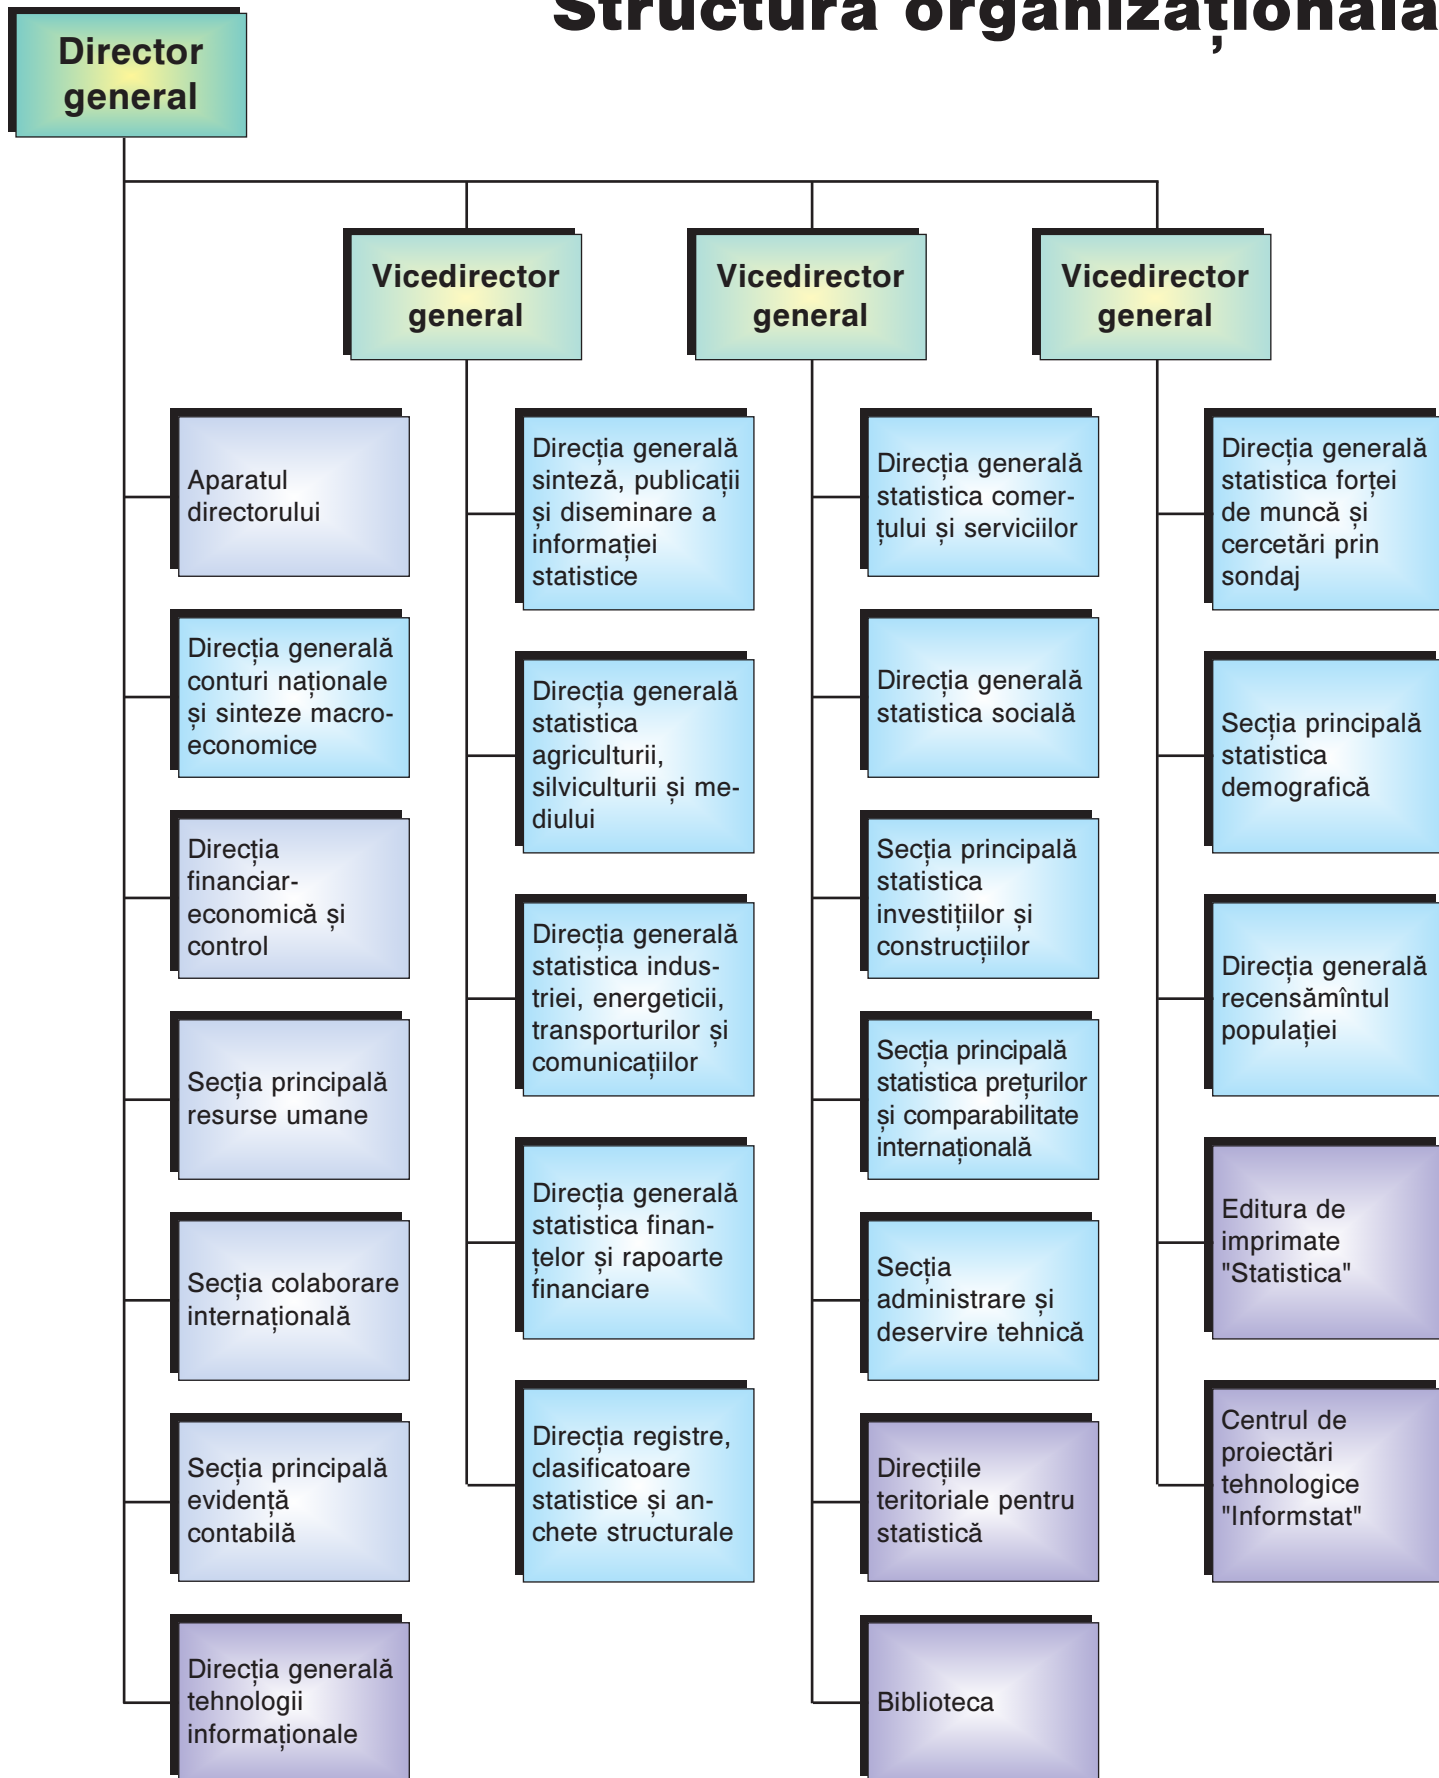 Structura organizațională
Director
general
Vicedirector
general
Vicedirector
general
Vicedirector
general
Aparatul
directorului
Direcția generală
conturi naționale
și sinteze macro-
economice
Direcția
financiar-
economică și
control
Secția principală
resurse umane
Secția colaborare
internațională
Secția principală
evidență
contabilă
Direcția generală
tehnologii
informaționale
Direcția generală
sinteză, publicații
și diseminare a
informației
statistice
Direcția generală
statistica
agriculturii,
silviculturii și me-
diului
Direcția generală
statistica indus-
triei, energeticii,
transporturilor și
comunicațiilor
Direcția generală
statistica finan-
țelor și rapoarte
financiare
Direcția registre,
clasificatoare
statistice și an-
chete structurale
Direcția generală
statistica comer-
țului și serviciilor
Direcția generală
statistica socială
Secția principală
statistica
investițiilor și
construcțiilor
Secția principală
statistica prețurilor
și comparabilitate
internațională
Secția
administrare și
deservire tehnică
Direcțiile
teritoriale pentru
statistică
Biblioteca
Direcția generală
statistica forței
de muncă și
cercetări prin
sondaj
Secția principală
statistica
demografică
Direcția generală
recensămîntul
populației
Editura de
imprimate
"Statistica"
Centrul de
proiectări
tehnologice
"Informstat"